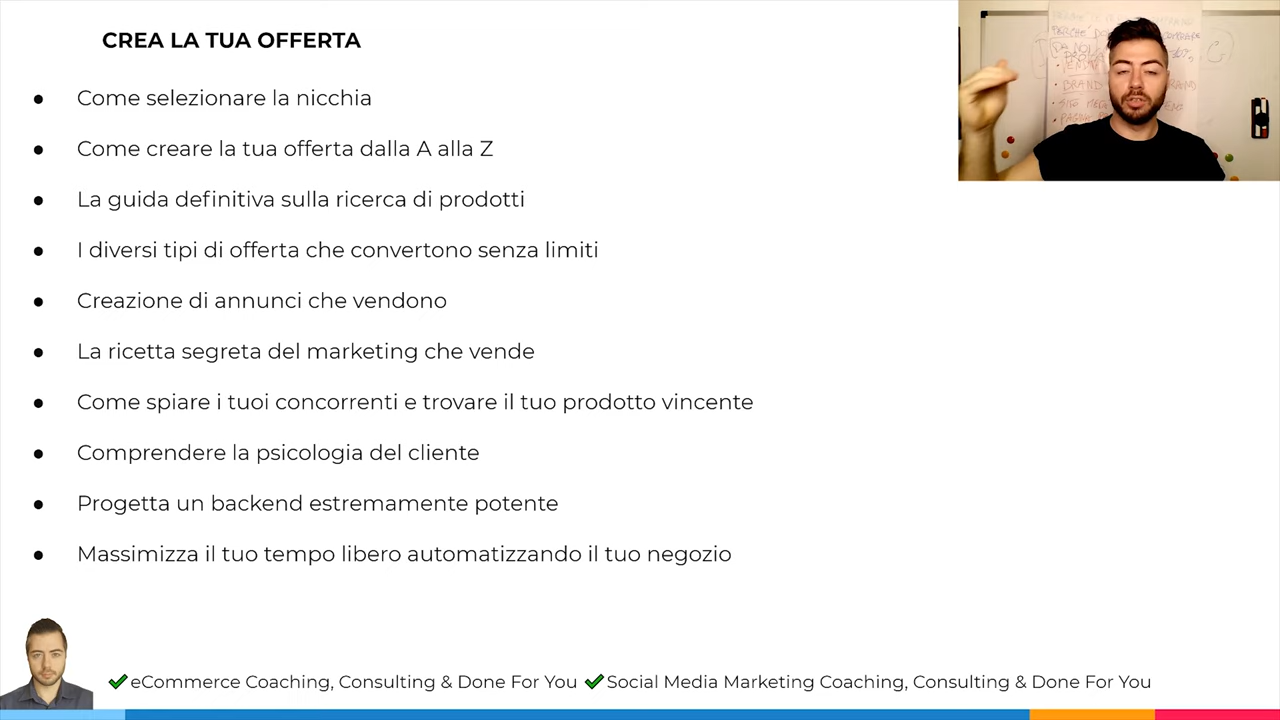 CREA LA TUA OFFERTA
● Come selezionare la nicchia
● Come creare la tua offerta dalla A alla Z
● La guida definitiva sulla ricerca di prodotti
● I diversi tipi di offerta che convertono senza limiti
● Creazione di annunci che vendono
● La ricetta segreta del marketing che vende
● Come spiare i tuoi concorrenti e trovare il tuo prodotto vincente
● Comprendere la psicologia del cliente
● Progetta un backend estremamente potente
● Massimizza il tuo tempo libero automatizzando il tuo negozio
BRAND
✔eCommerce Coaching, Consulting & Done For You ✔Social Media Marketing Coaching, Consulting & Done For You